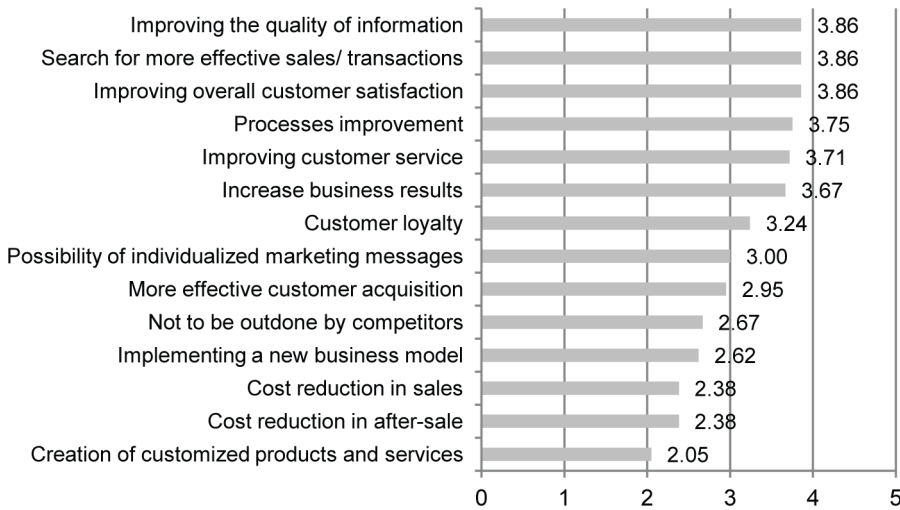 Improving the quality of information 3.86
Search for more effective sales/ transactions 3.86
Improving overall customer satisfaction 3.86
Processes improvement 3.75
Improving customer service 3.71
Increase business results 3.67
Customer loyalty 3.24
Possibility of individualized marketing messages 3.00
More effective customer acquisition 2.95
Not to be outdone by competitors 2.67
Implementing a new business model 2.62
Cost reduction in sales 2.38
Cost reduction in after-sale 2.38
Creation of customized products and services 2.05
0 1 2 3 4 5